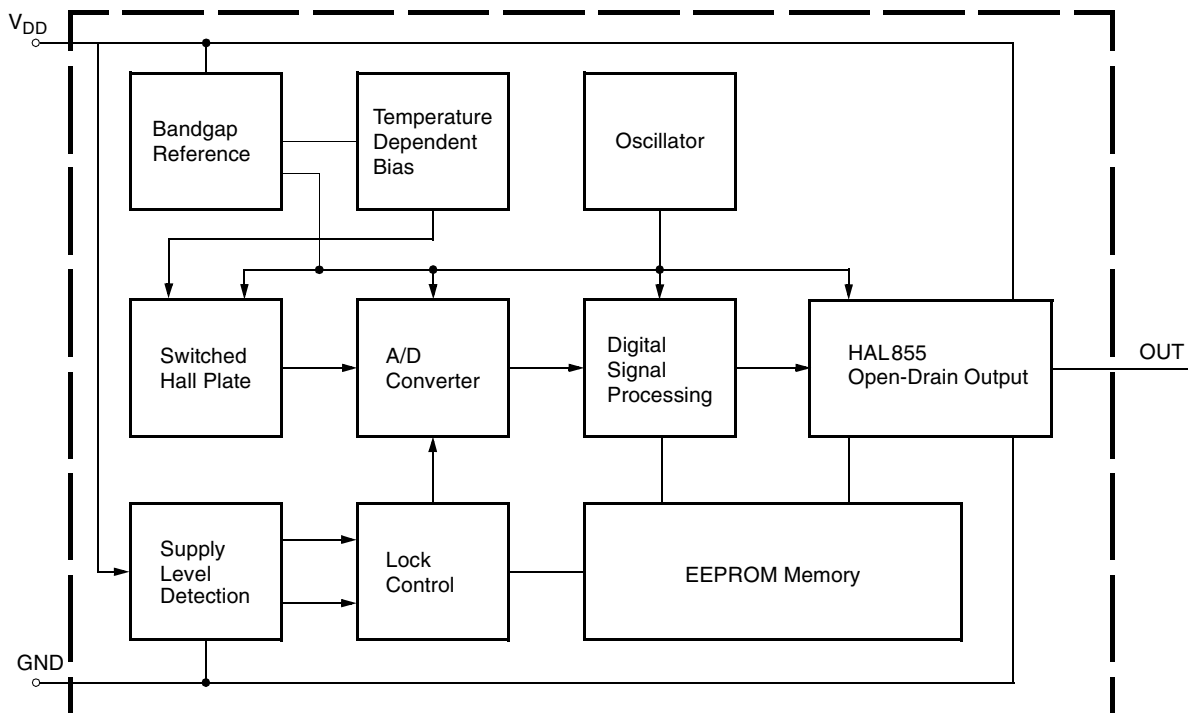 VDD
Bandgap
Reference
Temperature
Dependent
Bias
Oscillator
Switched
Hall Plate
A/D
Converter
Digital
Signal
Processing
HAL855
Open-Drain Output
OUT
Supply
Level
Detection
Lock
Control
EEPROM Memory
GND